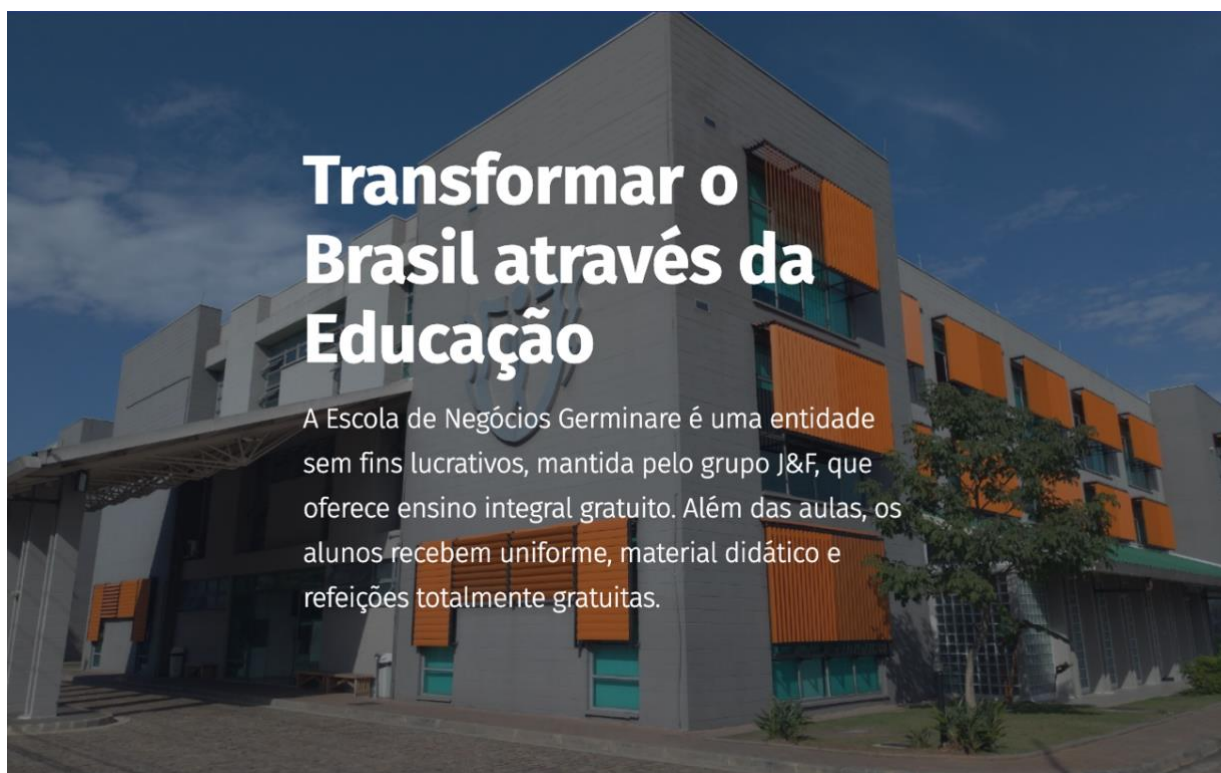 Transformar o
Brasil através da
Educação
A Escola de Negócios Germinare é uma entidade
sem fins lucrativos, mantida pelo grupo J&F, que
oferece ensino integral gratuito. Além das aulas, os
alunos recebem uniforme, material didático e
refeições totalmente gratuitas.